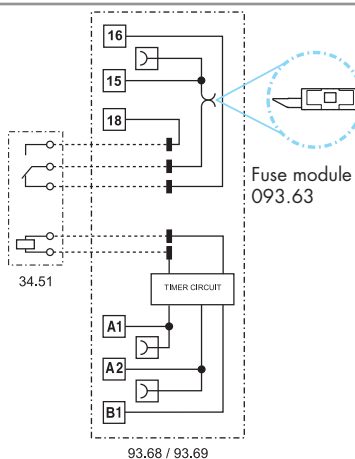 16
15
18
Fuse module
093.63
34.51
TIMER CIRCUIT
A1
A2
B1
93.68 / 93.69